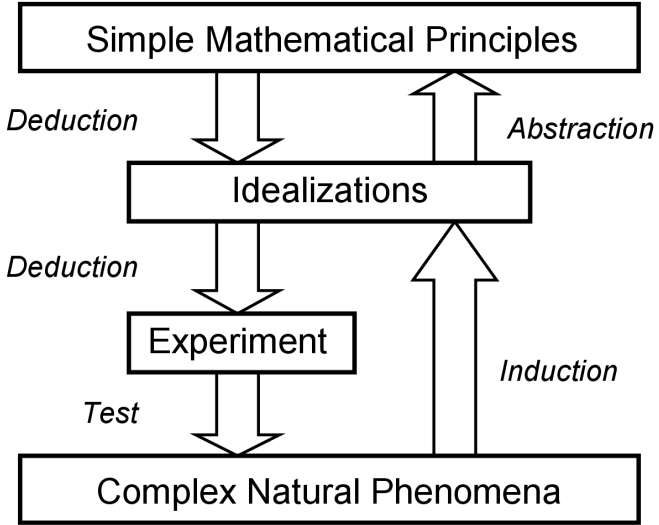 Simple Mathematical Principles
Deduction
Abstraction
Idealizations
Deduction
Experiment
Induction
Test
Complex Natural Phenomena